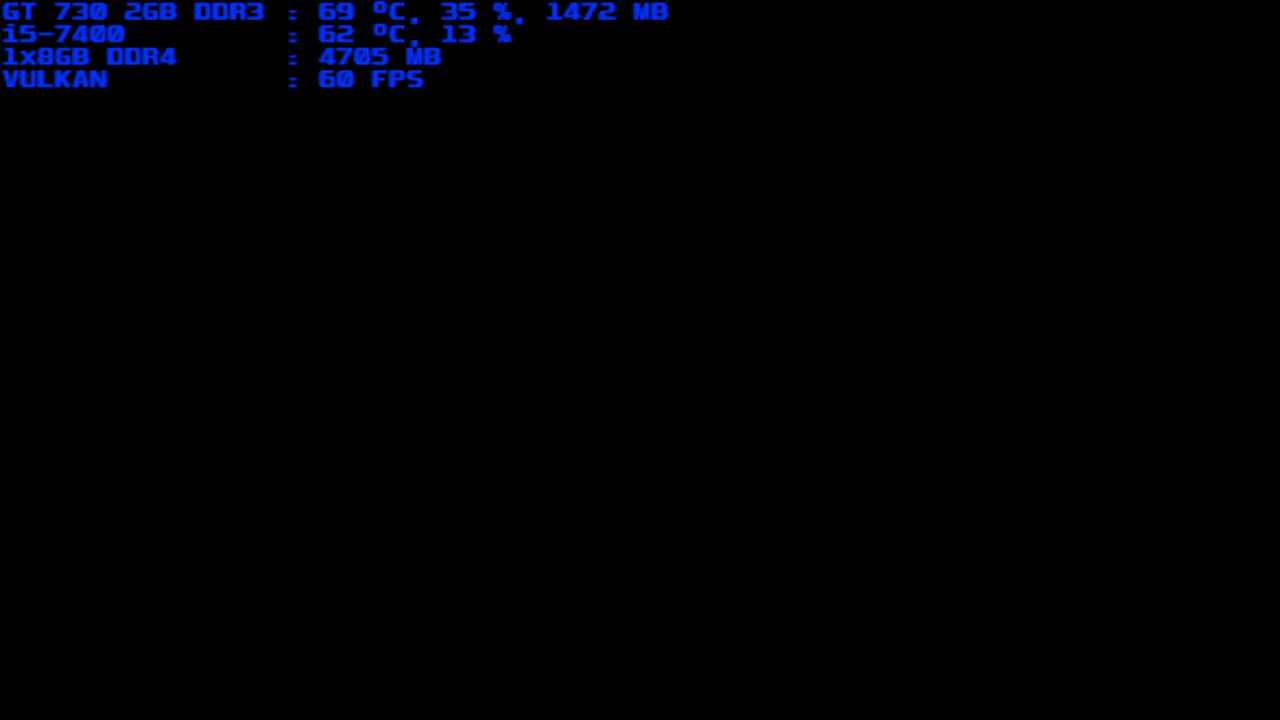 GT 730 2GB DDR3 : 69 ºC, 35 %, 1472 MB
i5-7400 : 62 ºC, 13 %
1x8GB DDR4 : 4705 MB
VULKAN : 60 FPS